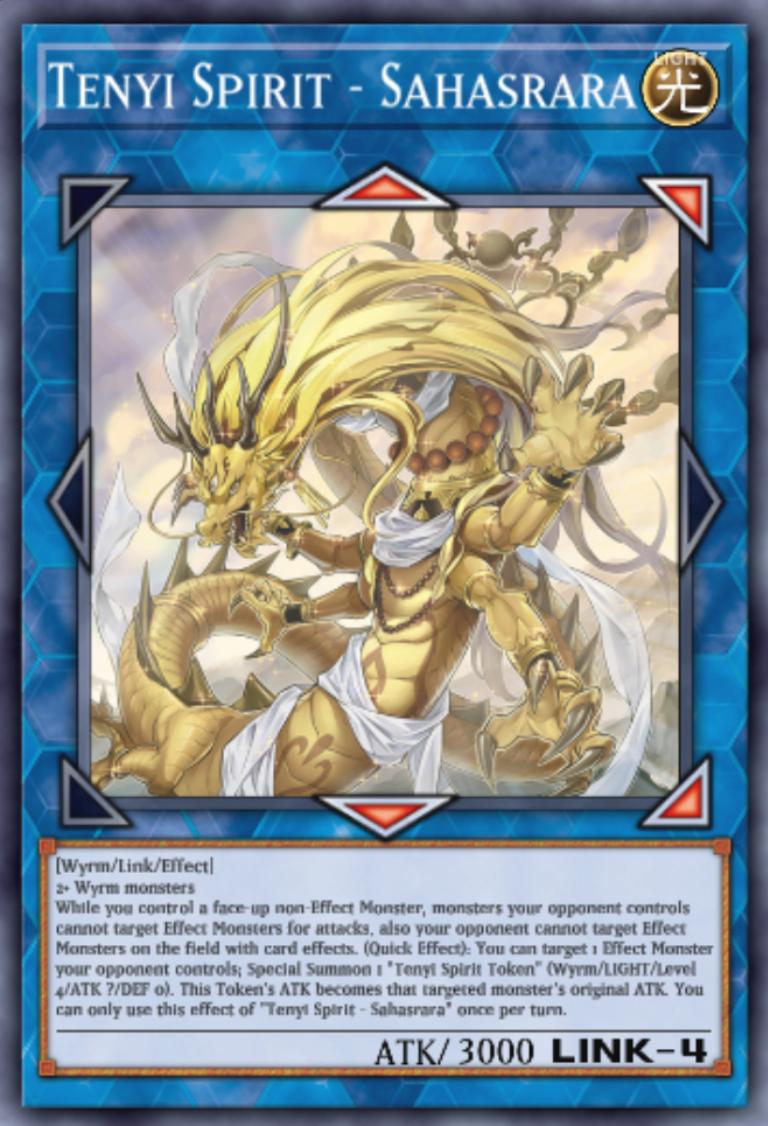 TENYI SPIRIT - SAHASRARA
LIGHT
光
[Wyrm/Link/Effect]
2+ Wyrm monsters
While you control a face-up non-Effect Monster, monsters your opponent controls
cannot target Effect Monsters for attacks, also your opponent cannot target Effect
Monsters on the field with card effects. (Quick Effect): You can target 1 Effect Monster
your opponent controls; Special Summon 1 "Tenyi Spirit Token" (Wyrm/LIGHT/Level
4/ATK ?/DEF 0). This Token's ATK becomes that targeted monster's original ATK. You
can only use this effect of "Tenyi Spirit - Sahasrara" once per turn.
ATK/ 3000 LINK-4